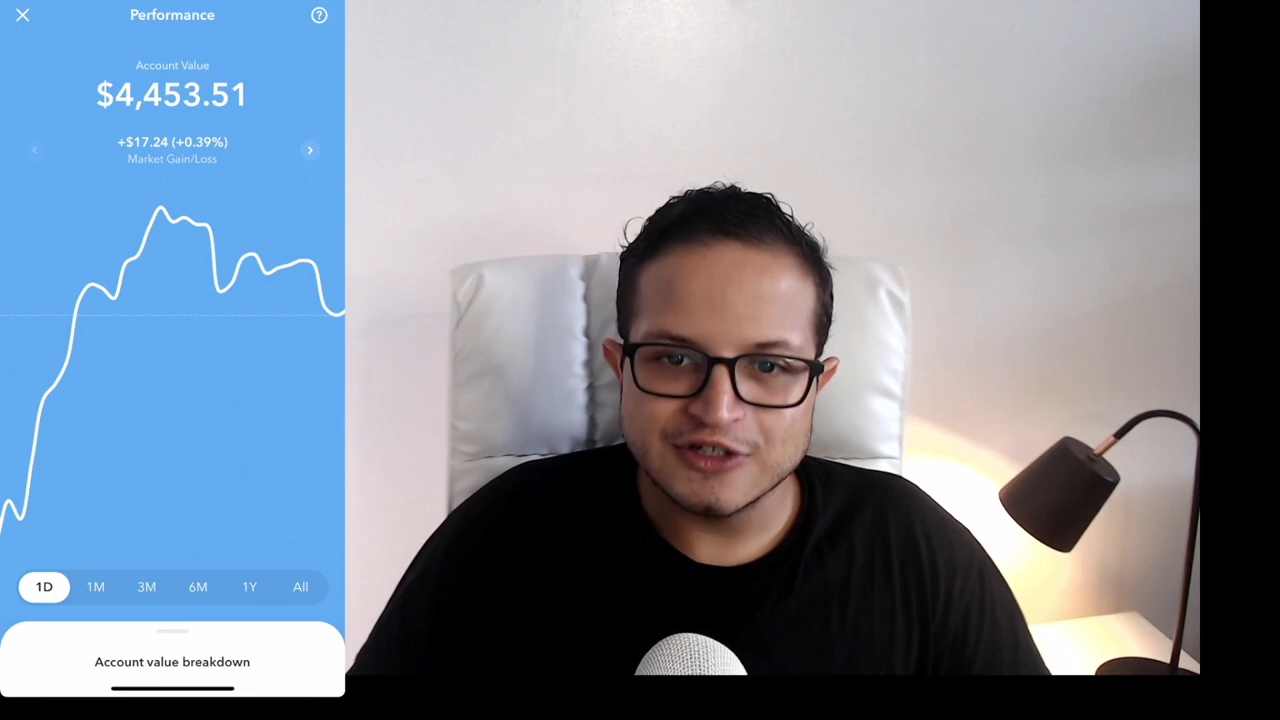 Performance
?
Account Value
$4,453.51
+$17.24 (+0.39%)
Market Gain/Loss
1D 1M 3M 6M 1Y All
Account value breakdown